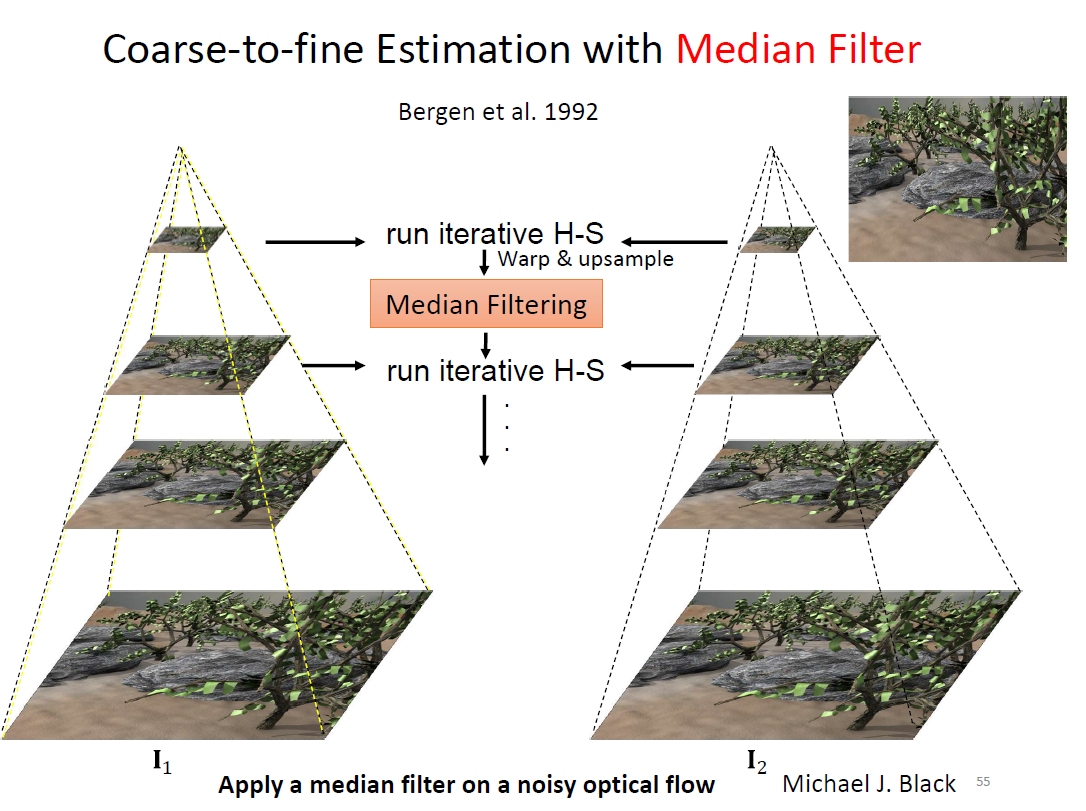 Coarse-to-fine Estimation with Median Filter
Bergen et al. 1992
run iterative H-S
Warp & upsample
Median Filtering
run iterative H-S
.
.
.
I₁
I₂
Apply a median filter on a noisy optical flow
Michael J. Black
55